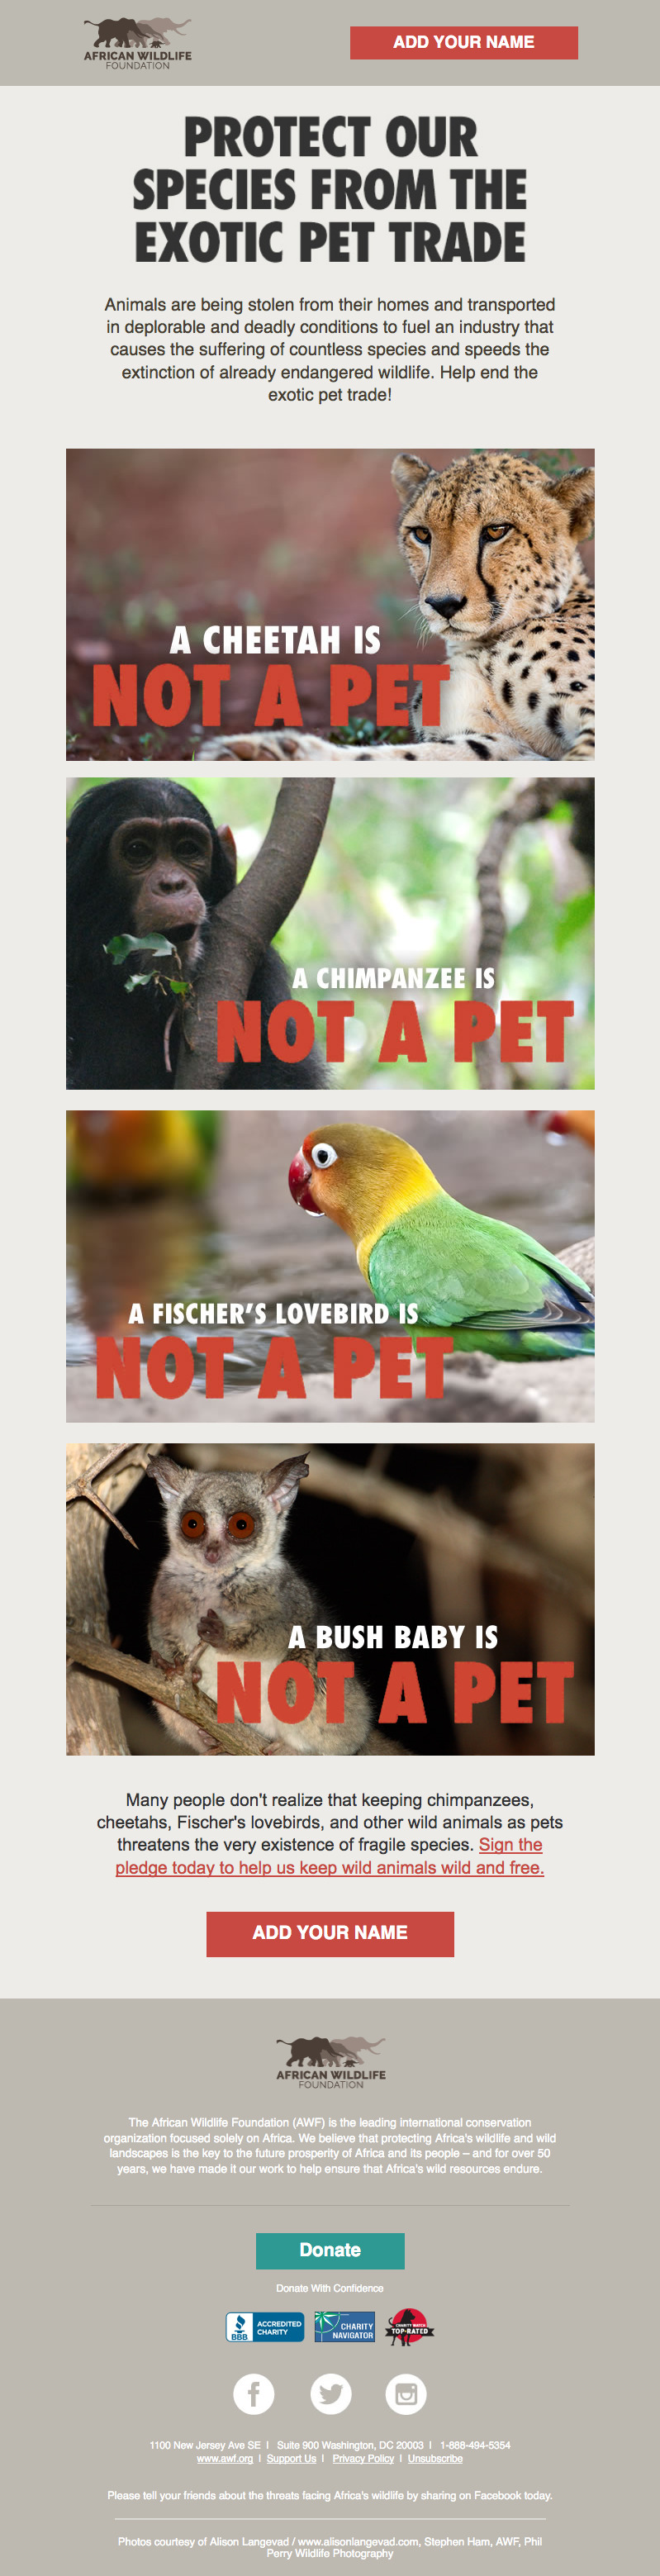 AFRICAN WILDLIFE
FOUNDATION
ADD YOUR NAME
PROTECT OUR
SPECIES FROM THE
EXOTIC PET TRADE
Animals are being stolen from their homes and transported
in deplorable and deadly conditions to fuel an industry that
causes the suffering of countless species and speeds the
extinction of already endangered wildlife. Help end the
exotic pet trade!
A CHEETAH IS
NOT A PET
A CHIMPANZEE IS
NOT A PET
A FISCHER'S LOVEBIRD IS
NOT A PET
A BUSH BABY IS
NOT A PET
Many people don't realize that keeping chimpanzees,
cheetahs, Fischer's lovebirds, and other wild animals as pets
threatens the very existence of fragile species. Sign the
pledge today to help us keep wild animals wild and free.
ADD YOUR NAME
AFRICAN WILDLIFE
FOUNDATION
The African Wildlife Foundation (AWF) is the leading international conservation
organization focused solely on Africa. We believe that protecting Africa's wildlife and wild
landscapes is the key to the future prosperity of Africa and its people – and for over 50
years, we have made it our work to help ensure that Africa's wild resources endure.
Donate
Donate With Confidence
BBB
ACCREDITED
CHARITY
CHARITY
NAVIGATOR
CHARITY WATCH
TOP-RATED
1100 New Jersey Ave SE | Suite 900 Washington, DC 20003 | 1-888-494-5354
www.awf.org | Support Us | Privacy Policy | Unsubscribe
Please tell your friends about the threats facing Africa's wildlife by sharing on Facebook today.
Photos courtesy of Alison Langevad / www.alisonlangevad.com, Stephen Ham, AWF, Phil
Perry Wildlife Photography